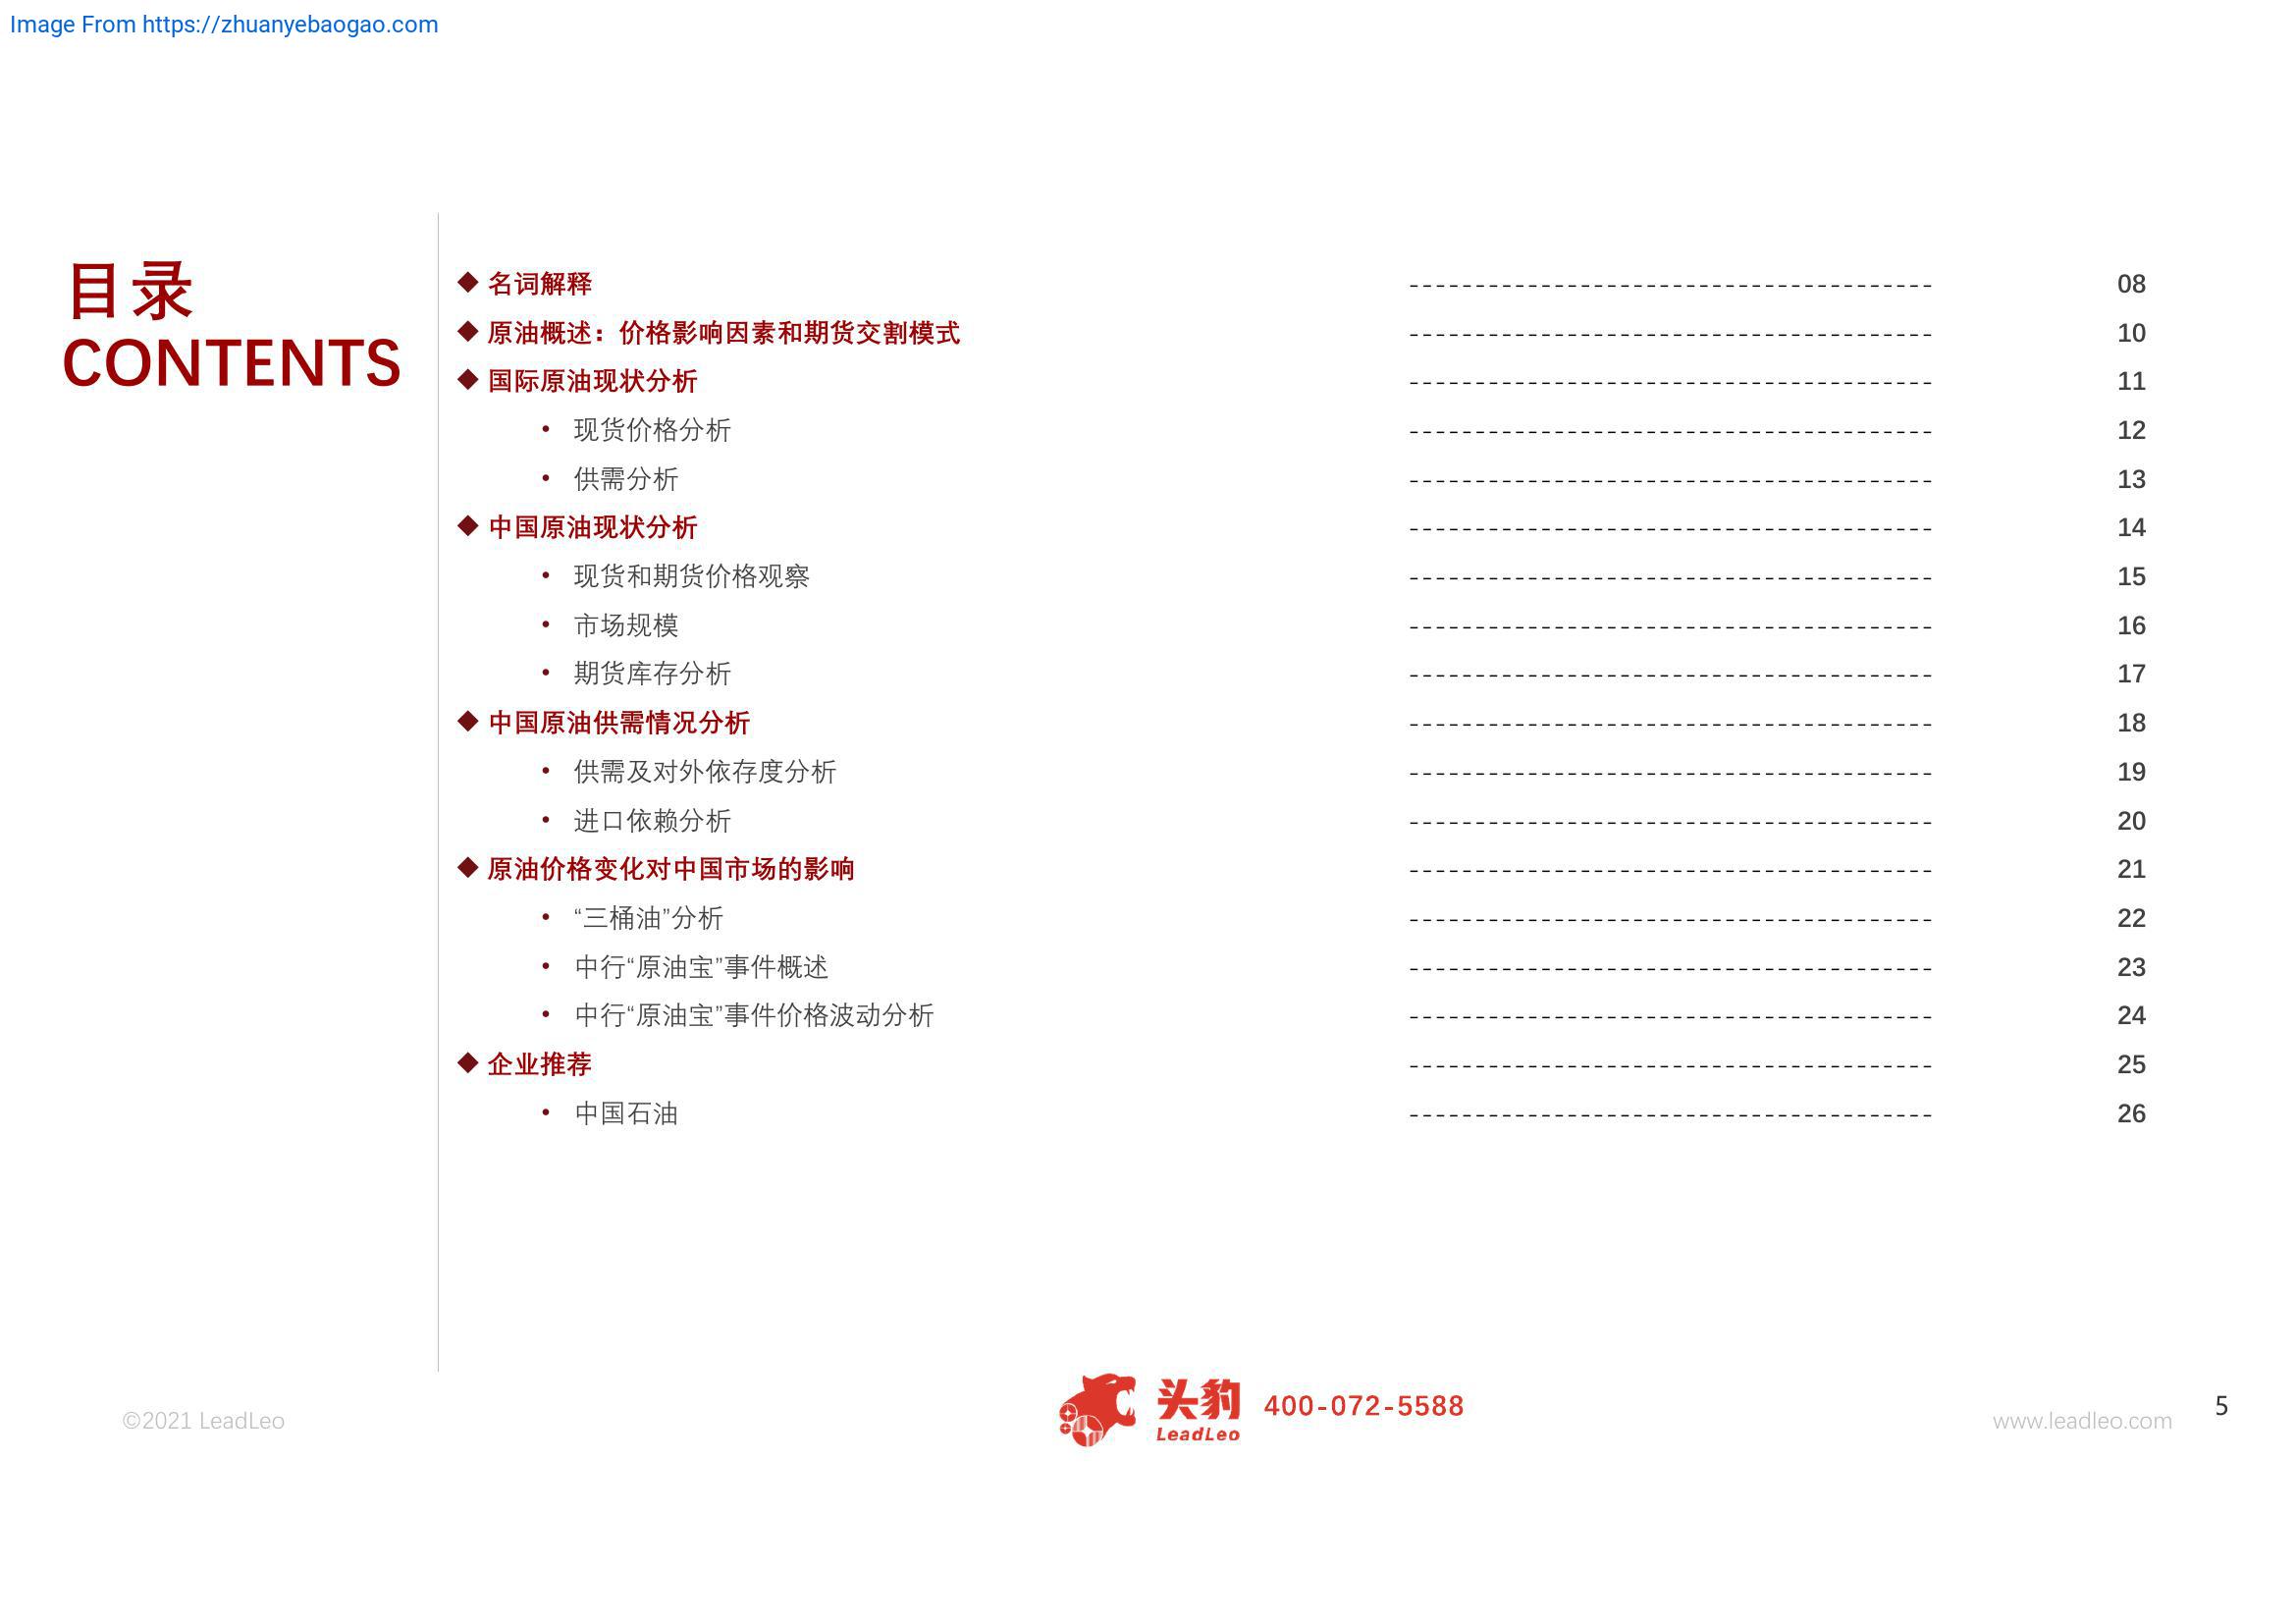 Image From https://zhuanyebaogao.com
目录
CONTENTS
◆ 名词解释 ---------------------------------------- 08
◆ 原油概述：价格影响因素和期货交割模式 ---------------------------------------- 10
◆ 国际原油现状分析 ---------------------------------------- 11
• 现货价格分析 ---------------------------------------- 12
• 供需分析 ---------------------------------------- 13
◆ 中国原油现状分析 ---------------------------------------- 14
• 现货和期货价格观察 ---------------------------------------- 15
• 市场规模 ---------------------------------------- 16
• 期货库存分析 ---------------------------------------- 17
◆ 中国原油供需情况分析 ---------------------------------------- 18
• 供需及对外依存度分析 ---------------------------------------- 19
• 进口依赖分析 ---------------------------------------- 20
◆ 原油价格变化对中国市场的影响 ---------------------------------------- 21
• “三桶油”分析 ---------------------------------------- 22
• 中行“原油宝”事件概述 ---------------------------------------- 23
• 中行“原油宝”事件价格波动分析 ---------------------------------------- 24
◆ 企业推荐 ---------------------------------------- 25
• 中国石油 ---------------------------------------- 26
©2021 LeadLeo
头豹
LeadLeo
400-072-5588
www.leadleo.com
5